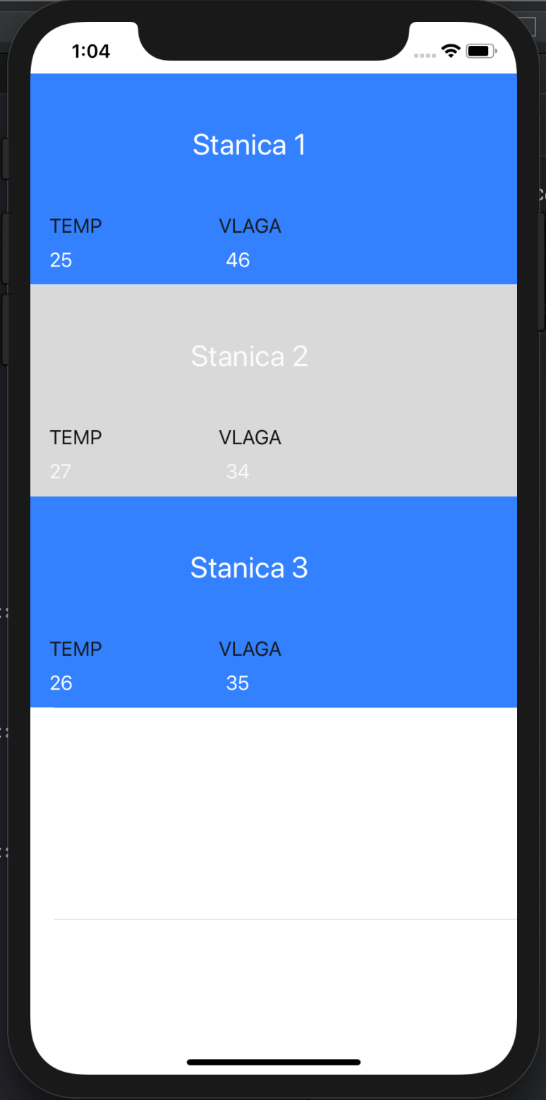 1:04
Stanica 1
TEMP VLAGA
25 46
Stanica 2
TEMP VLAGA
27 34
Stanica 3
TEMP VLAGA
26 35